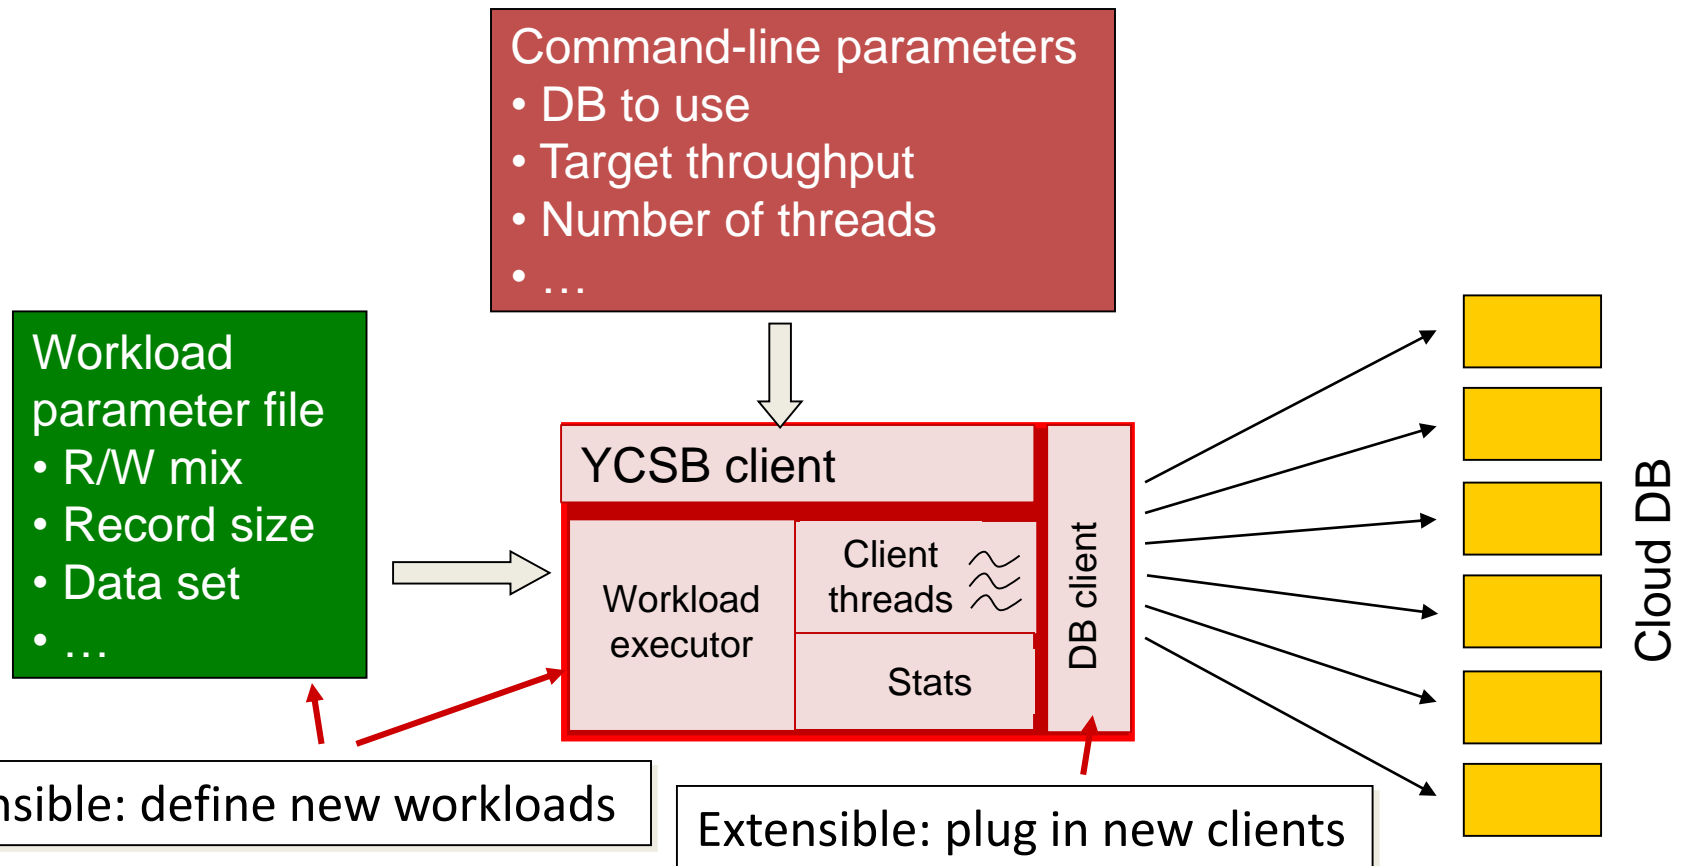 Command-line parameters
• DB to use
• Target throughput
• Number of threads
• …
Workload
parameter file
• R/W mix
• Record size
• Data set
• …
YCSB client
Workload
executor
Client
threads
Stats
DB client
Cloud DB
nsible: define new workloads
Extensible: plug in new clients